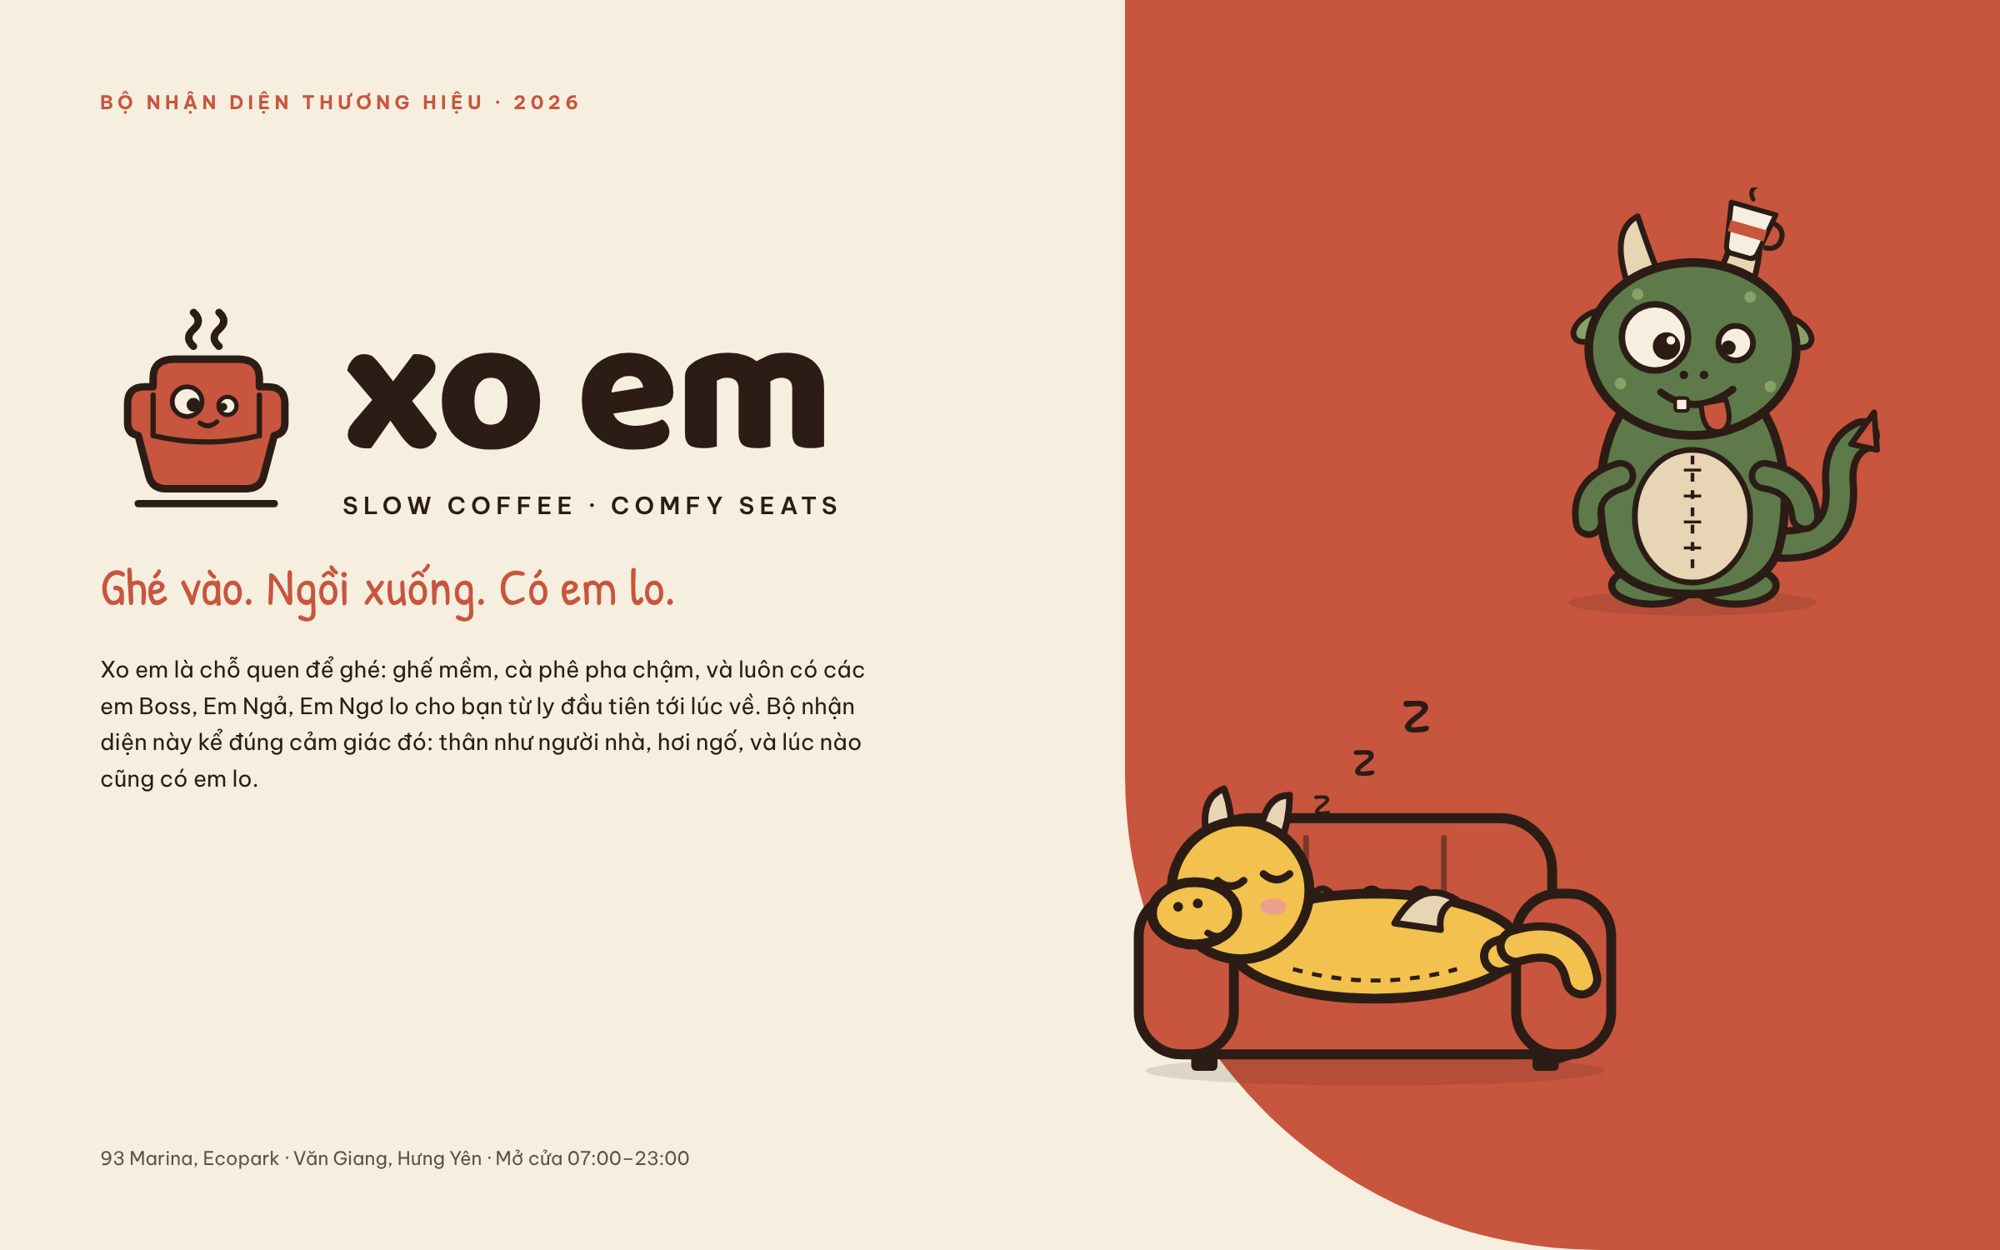 BỘ NHẬN DIỆN THƯƠNG HIỆU · 2026
xo em
SLOW COFFEE · COMFY SEATS
Ghé vào. Ngồi xuống. Có em lo.
Xo em là chỗ quen để ghé: ghế mềm, cà phê pha chậm, và luôn có các
em Boss, Em Ngả, Em Ngơ lo cho bạn từ ly đầu tiên tới lúc về. Bộ nhận
diện này kể đúng cảm giác đó: thân như người nhà, hơi ngố, và lúc nào
cũng có em lo.
z
z
z
93 Marina, Ecopark · Văn Giang, Hưng Yên · Mở cửa 07:00–23:00